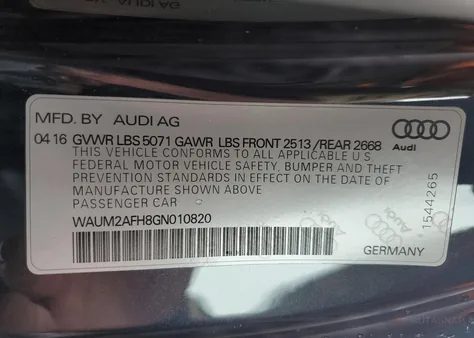 MFD. BY AUDI AG
04 16 GVWR LBS 5071 GAWR LBS FRONT 2513 /REAR 2668
THIS VEHICLE CONFORMS TO ALL APPLICABLE U.S.
FEDERAL MOTOR VEHICLE SAFETY, BUMPER AND THEFT
PREVENTION STANDARDS IN EFFECT ON THE DATE OF
MANUFACTURE SHOWN ABOVE
PASSENGER CAR
WAUM2AFH8GN010820
GERMANY
1544265
Audi